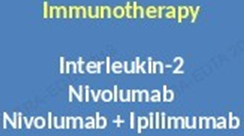 Immunotherapy
Interleukin-2
Nivolumab
Nivolumab + Ipilimumab